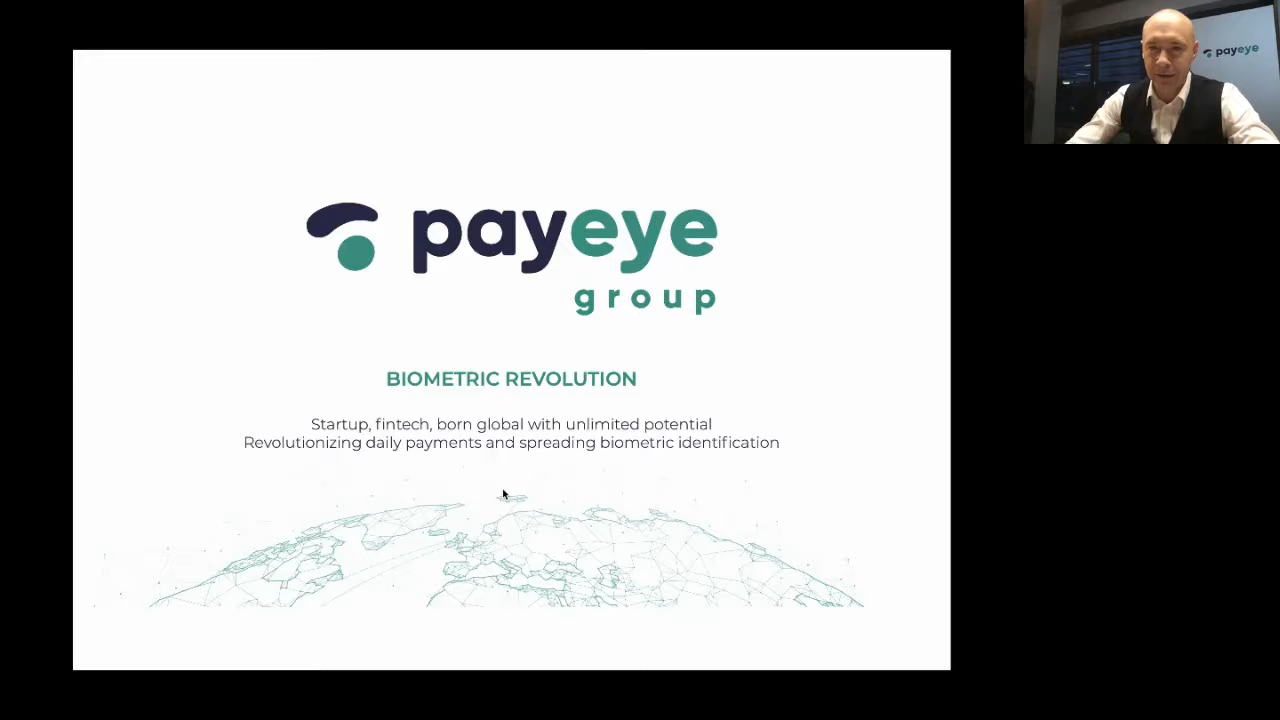 payeye
group
BIOMETRIC REVOLUTION
Startup, fintech, born global with unlimited potential
Revolutionizing daily payments and spreading biometric identification
payeye